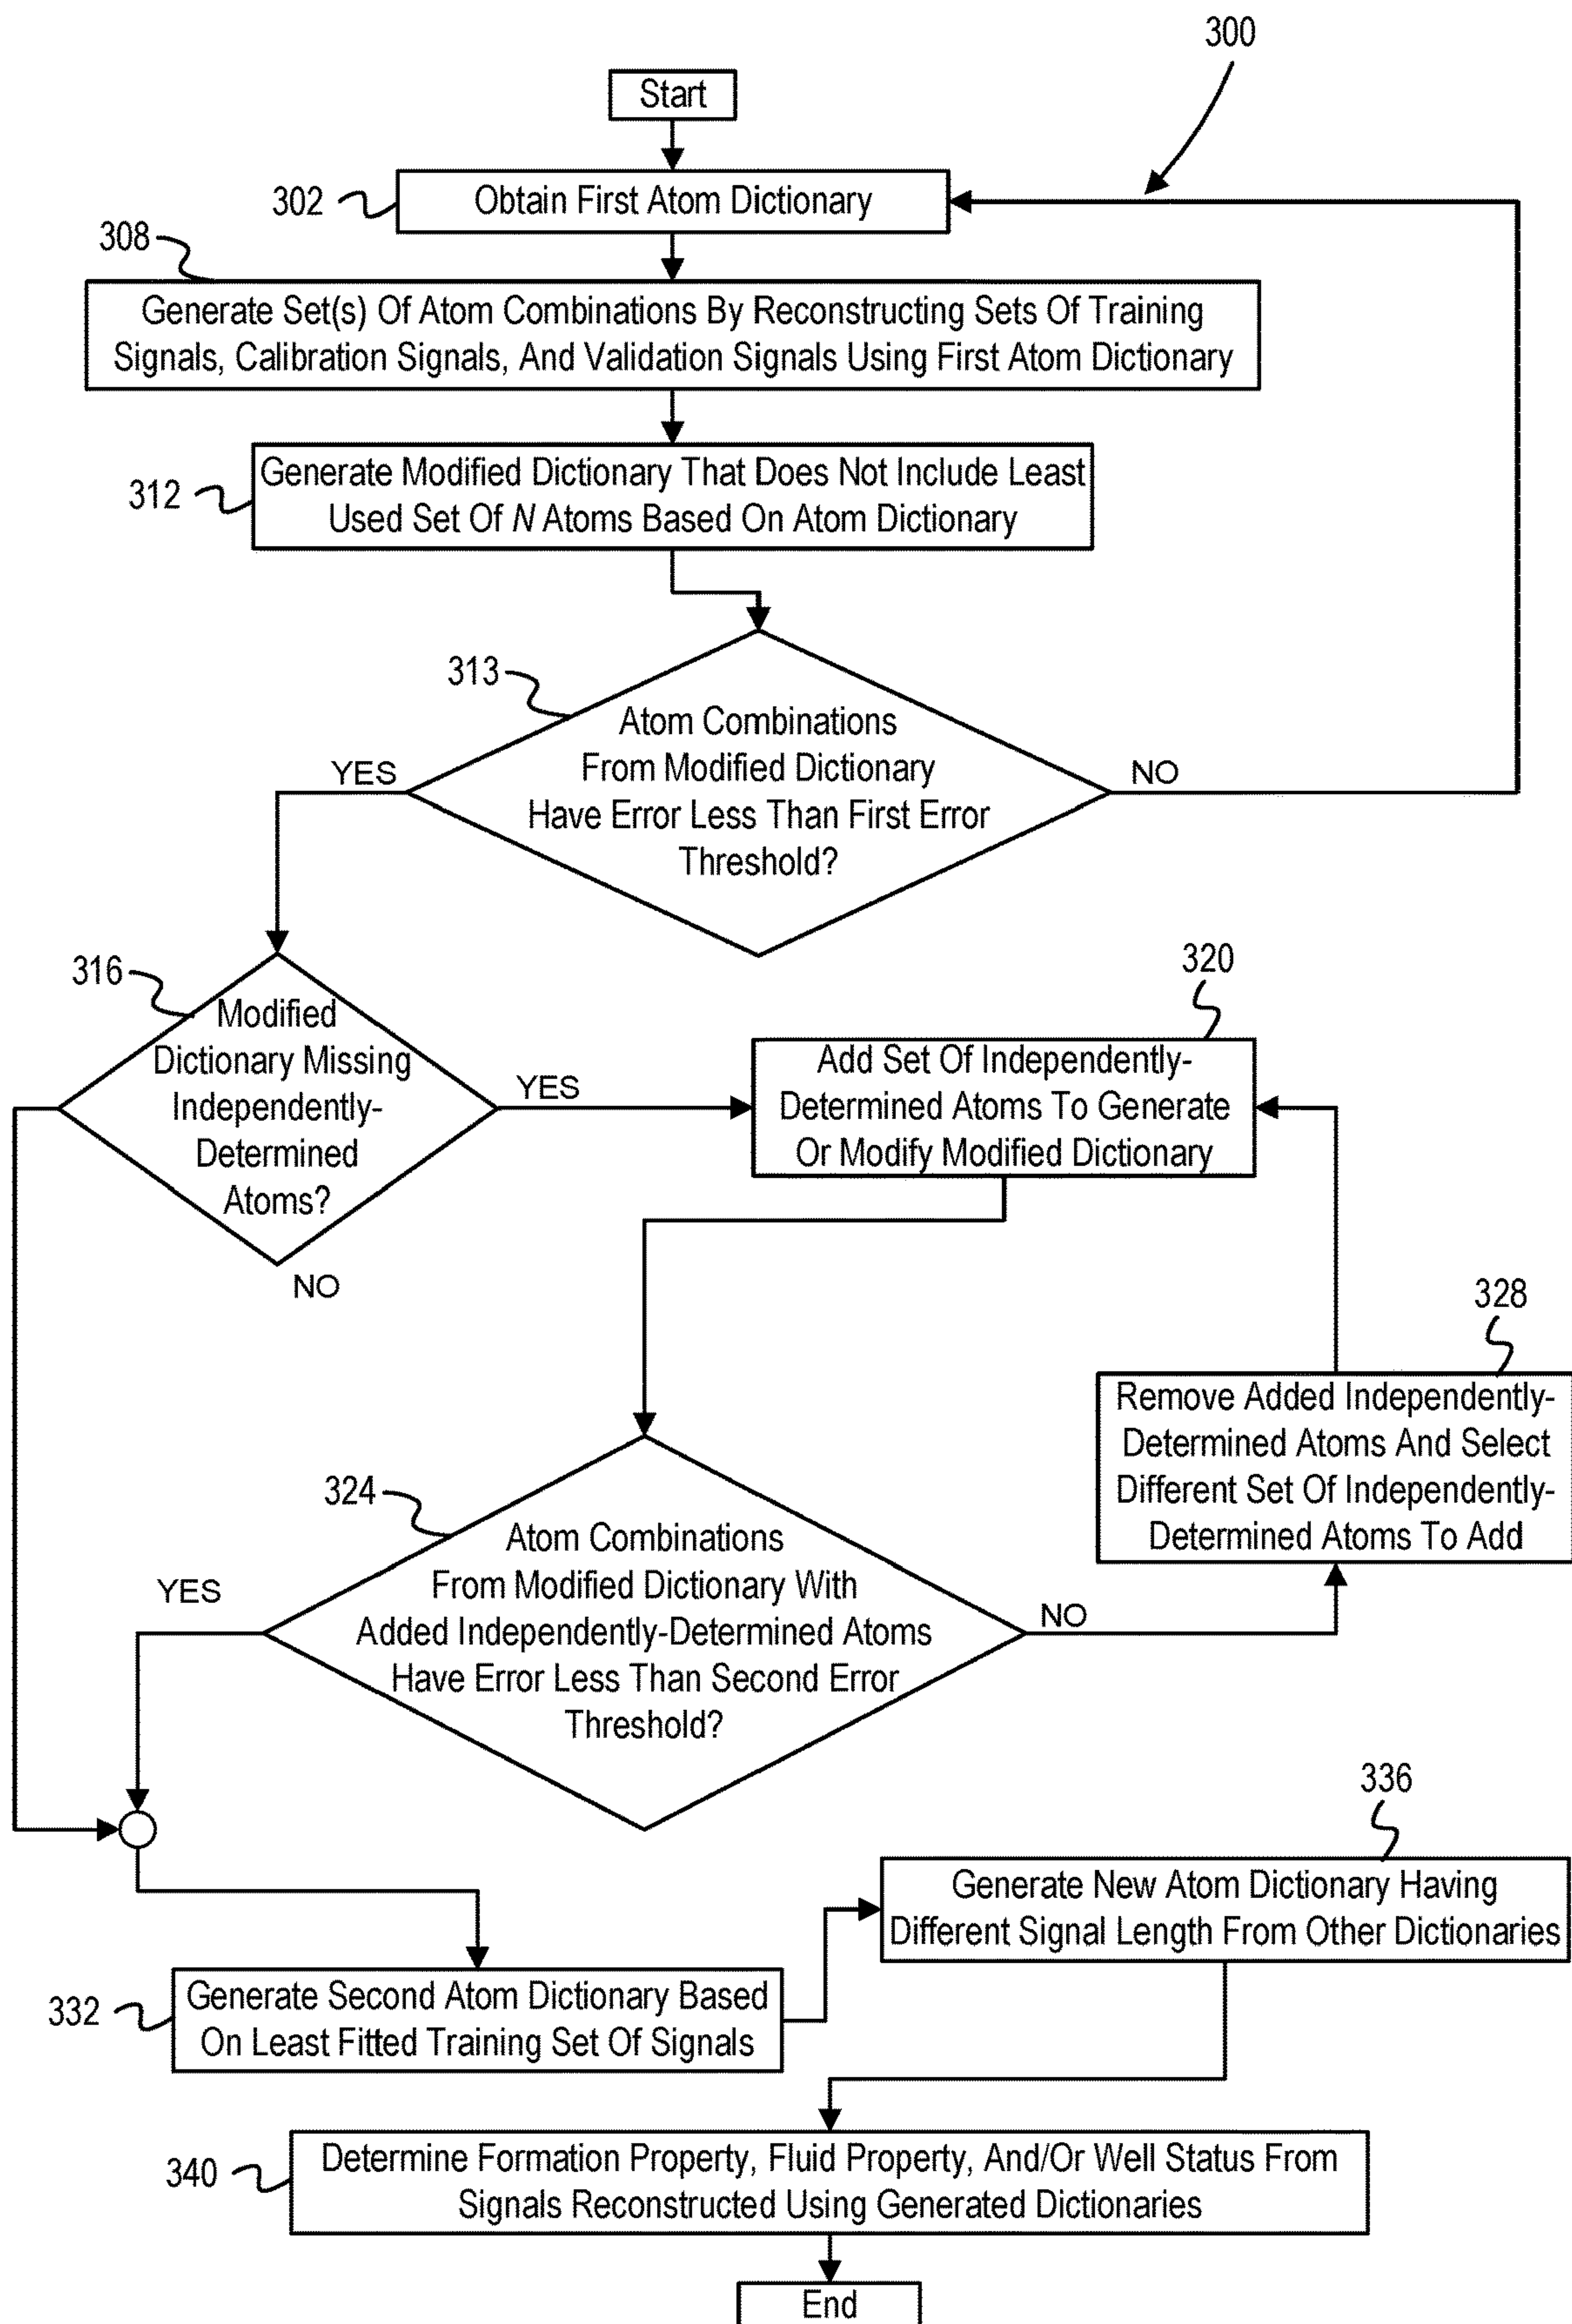 300
Start
302
Obtain First Atom Dictionary
308
Generate Set(s) Of Atom Combinations By Reconstructing Sets Of Training
Signals, Calibration Signals, And Validation Signals Using First Atom Dictionary
312
Generate Modified Dictionary That Does Not Include Least
Used Set Of N Atoms Based On Atom Dictionary
313
Atom Combinations
From Modified Dictionary
Have Error Less Than First Error
Threshold?
YES
NO
316
Modified
Dictionary Missing
Independently-
Determined
Atoms?
YES
NO
320
Add Set Of Independently-
Determined Atoms To Generate
Or Modify Modified Dictionary
328
Remove Added Independently-
Determined Atoms And Select
Different Set Of Independently-
Determined Atoms To Add
324
Atom Combinations
From Modified Dictionary With
Added Independently-Determined Atoms
Have Error Less Than Second Error
Threshold?
YES
NO
336
Generate New Atom Dictionary Having
Different Signal Length From Other Dictionaries
332
Generate Second Atom Dictionary Based
On Least Fitted Training Set Of Signals
340
Determine Formation Property, Fluid Property, And/Or Well Status From
Signals Reconstructed Using Generated Dictionaries
End